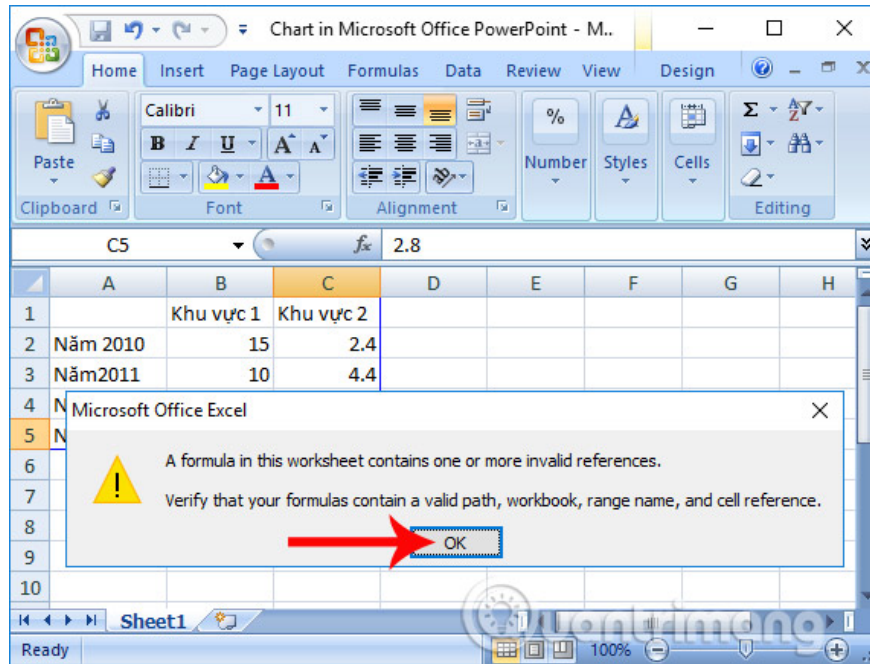 Chart in Microsoft Office PowerPoint - M..
Home Insert Page Layout Formulas Data Review View Design
Calibri 11
Paste
B I U A A
% Number Styles Cells
Clipboard Font Alignment Editing
C5 fx 2.8
A B C D E F G H
1 Khu vực 1 Khu vực 2
2 Năm 2010 15 2.4
3 Năm2011 10 4.4
4 N
5 N
Microsoft Office Excel
A formula in this worksheet contains one or more invalid references.
Verify that your formulas contain a valid path, workbook, range name, and cell reference.
OK
6
7
8
9
10
Sheet1
Ready 100%
Quantrimang